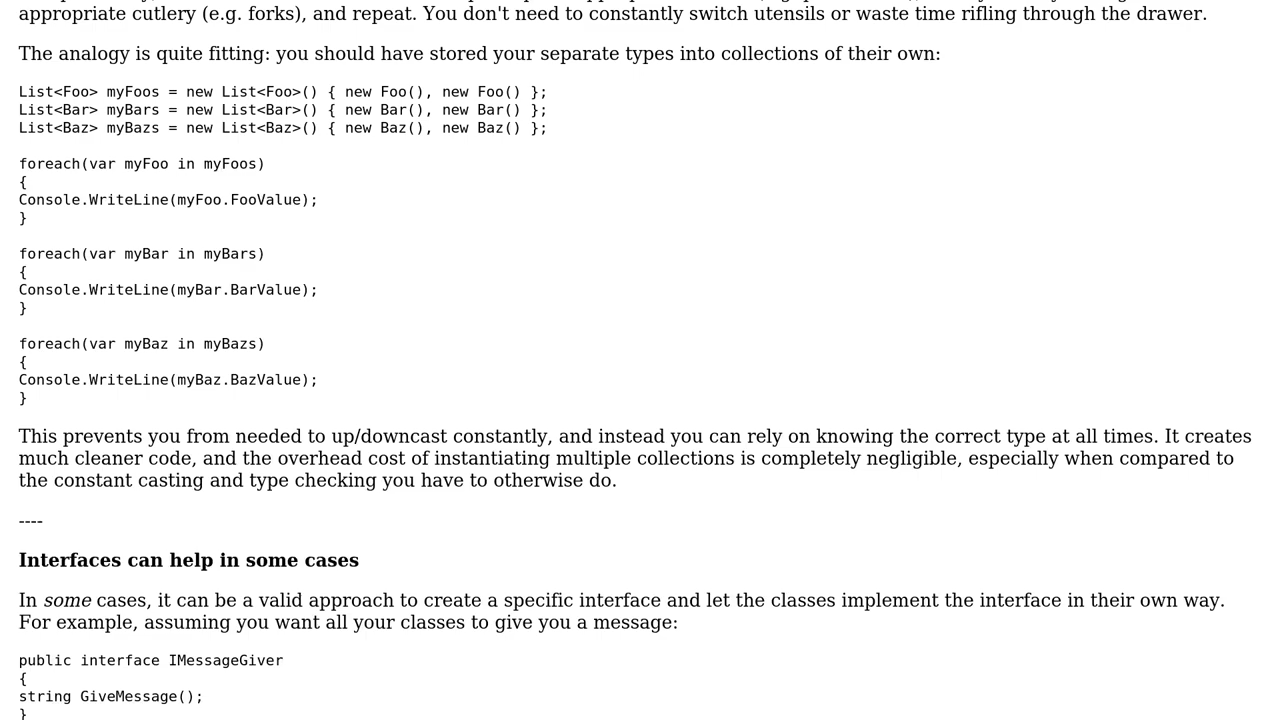 appropriate cutlery (e.g. forks), and repeat. You don't need to constantly switch utensils or waste time rifling through the drawer.
The analogy is quite fitting: you should have stored your separate types into collections of their own:
List<Foo> myFoos = new List<Foo>() { new Foo(), new Foo() };
List<Bar> myBars = new List<Bar>() { new Bar(), new Bar() };
List<Baz> myBazs = new List<Baz>() { new Baz(), new Baz() };
foreach(var myFoo in myFoos)
{
Console.WriteLine(myFoo.FooValue);
}
foreach(var myBar in myBars)
{
Console.WriteLine(myBar.BarValue);
}
foreach(var myBaz in myBazs)
{
Console.WriteLine(myBaz.BazValue);
}
This prevents you from needed to up/downcast constantly, and instead you can rely on knowing the correct type at all times. It creates
much cleaner code, and the overhead cost of instantiating multiple collections is completely negligible, especially when compared to
the constant casting and type checking you have to otherwise do.
----
Interfaces can help in some cases
In some cases, it can be a valid approach to create a specific interface and let the classes implement the interface in their own way.
For example, assuming you want all your classes to give you a message:
public interface IMessageGiver
{
string GiveMessage();
}